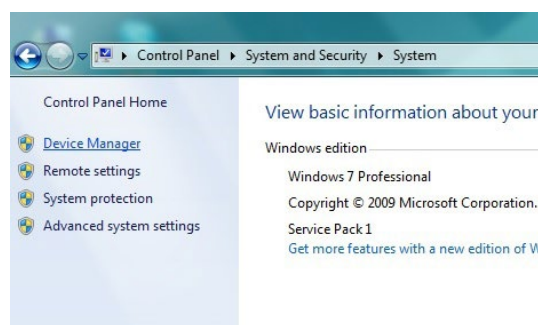 Control Panel ▸ System and Security ▸ System
Control Panel Home
Device Manager
Remote settings
System protection
Advanced system settings
View basic information about your
Windows edition
Windows 7 Professional
Copyright © 2009 Microsoft Corporation.
Service Pack 1
Get more features with a new edition of W